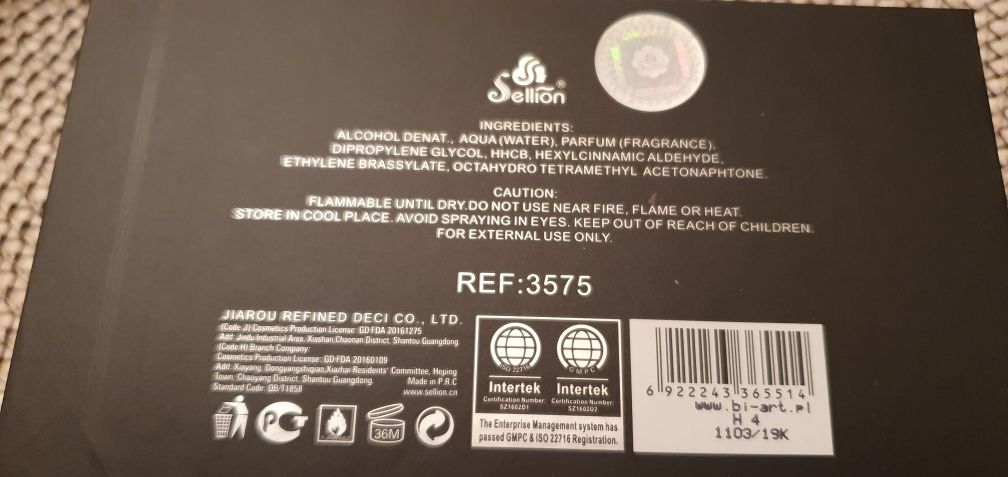 Sellion®
ORIGINAL
INGREDIENTS:
ALCOHOL DENAT., AQUA (WATER), PARFUM (FRAGRANCE),
DIPROPYLENE GLYCOL, HHCB, HEXYLCINNAMIC ALDEHYDE,
ETHYLENE BRASSYLATE, OCTAHYDRO TETRAMETHYL ACETONAPHTONE.
CAUTION:
FLAMMABLE UNTIL DRY.DO NOT USE NEAR FIRE, FLAME OR HEAT.
STORE IN COOL PLACE. AVOID SPRAYING IN EYES. KEEP OUT OF REACH OF CHILDREN.
FOR EXTERNAL USE ONLY.
REF:3575
JIAROU REFINED DECI CO., LTD.
(Code J) Cosmetics Production License: GD·FDA 20161275
Add: Jindu Industrial Area, Xiashan,Chaonan District, Shantou Guangdong.
(Code H) Branch Company:
Cosmetics Production License: GD·FDA 20160109
Add: Xiayang, Dongyangshiqiao,Xiazhai Residents' Committee, Heping
Town, Chaoyang District, Shantou Guangdong. Made in P.R.C
Standard Code: QB/T1858 www.sellion.cn
36M
ISO 22716
GMPC
Intertek Intertek
Certification Number: Certification Number:
SZ1602D1 SZ1602D2
The Enterprise Management system has
passed GMPC & ISO 22716 Registration.
6 922243 365514
www.bi-art.pl
H 4
1103/19K